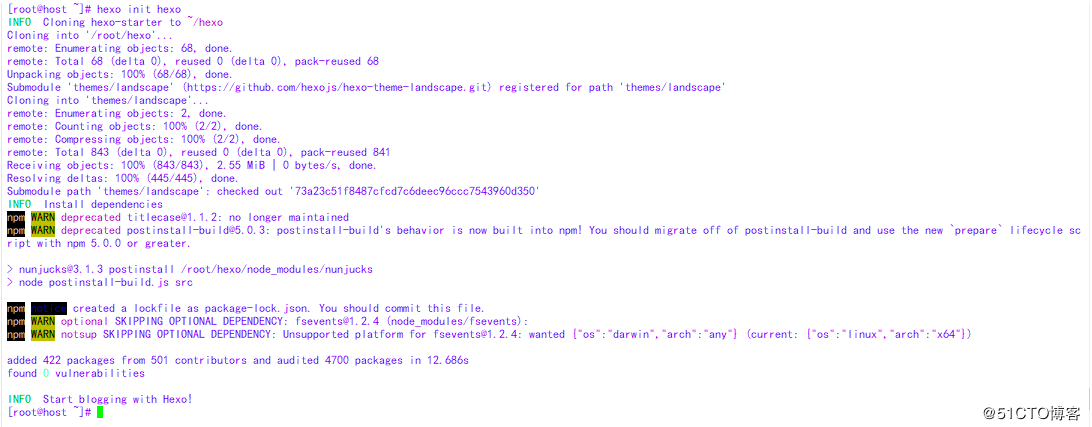 [root@host ~]# hexo init hexo
INFO  Cloning hexo-starter to ~/hexo
Cloning into '/root/hexo'...
remote: Enumerating objects: 68, done.
remote: Total 68 (delta 0), reused 0 (delta 0), pack-reused 68
Unpacking objects: 100% (68/68), done.
Submodule 'themes/landscape' (https://github.com/hexojs/hexo-theme-landscape.git) registered for path 'themes/landscape'
Cloning into 'themes/landscape'...
remote: Enumerating objects: 2, done.
remote: Counting objects: 100% (2/2), done.
remote: Compressing objects: 100% (2/2), done.
remote: Total 843 (delta 0), reused 0 (delta 0), pack-reused 841
Receiving objects: 100% (843/843), 2.55 MiB | 0 bytes/s, done.
Resolving deltas: 100% (445/445), done.
Submodule path 'themes/landscape': checked out '73a23c51f8487cfcd7c6deec96ccc7543960d350'
INFO  Install dependencies
npm WARN deprecated titlecase@1.1.2: no longer maintained
npm WARN deprecated postinstall-build@5.0.3: postinstall-build's behavior is now built into npm! You should migrate off of postinstall-build and use the new `prepare` lifecycle sc
ript with npm 5.0.0 or greater.
> nunjucks@3.1.3 postinstall /root/hexo/node_modules/nunjucks
> node postinstall-build.js src
npm notice created a lockfile as package-lock.json. You should commit this file.
npm WARN optional SKIPPING OPTIONAL DEPENDENCY: fsevents@1.2.4 (node_modules/fsevents):
npm WARN notsup SKIPPING OPTIONAL DEPENDENCY: Unsupported platform for fsevents@1.2.4: wanted {"os":"darwin","arch":"any"} (current: {"os":"linux","arch":"x64"})
added 422 packages from 501 contributors and audited 4700 packages in 12.686s
found 0 vulnerabilities
INFO  Start blogging with Hexo!
[root@host ~]#
@51CTO博客